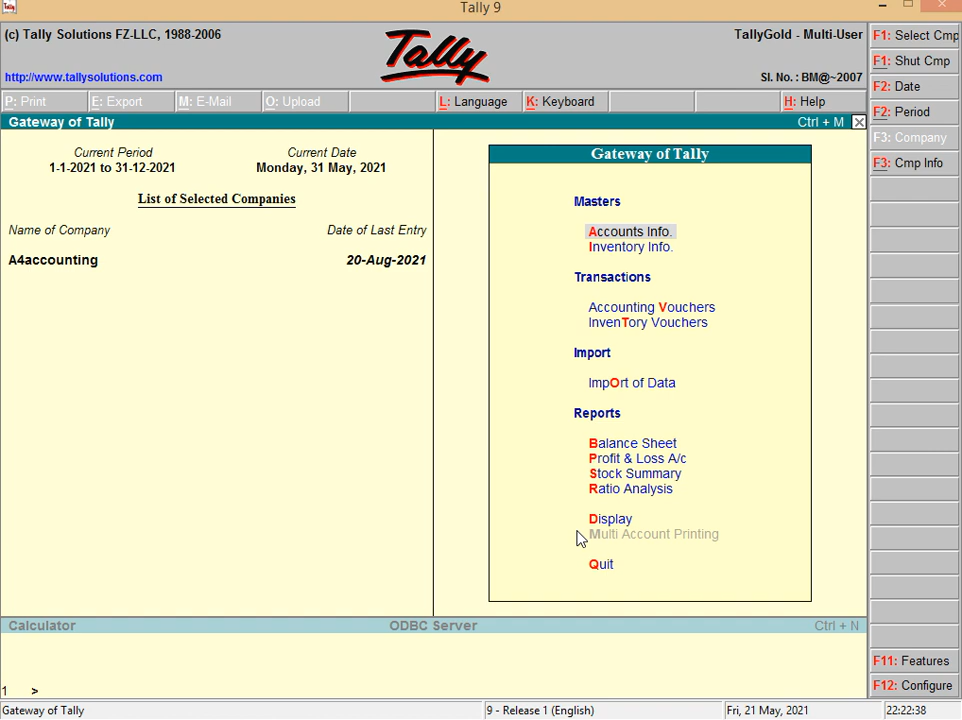 Tally 9
(c) Tally Solutions FZ-LLC, 1988-2006
http://www.tallysolutions.com
Tally
TallyGold - Multi-User
Sl. No.: BM@~2007
P: Print E: Export M: E-Mail O: Upload L: Language K: Keyboard H: Help
Gateway of Tally Ctrl + M
Current Period Current Date
1-1-2021 to 31-12-2021 Monday, 31 May, 2021
List of Selected Companies
Name of Company Date of Last Entry
A4accounting 20-Aug-2021
Gateway of Tally
Masters
Accounts Info.
Inventory Info.
Transactions
Accounting Vouchers
InvenTory Vouchers
Import
ImpOrt of Data
Reports
Balance Sheet
Profit & Loss A/c
Stock Summary
Ratio Analysis
Display
Multi Account Printing
Quit
F1: Select Cmp
F1: Shut Cmp
F2: Date
F2: Period
F3: Company
F3: Cmp Info
F11: Features
F12: Configure
Calculator ODBC Server Ctrl + N
1 >
Gateway of Tally 9 - Release 1 (English) Fri, 21 May, 2021 22:22:38